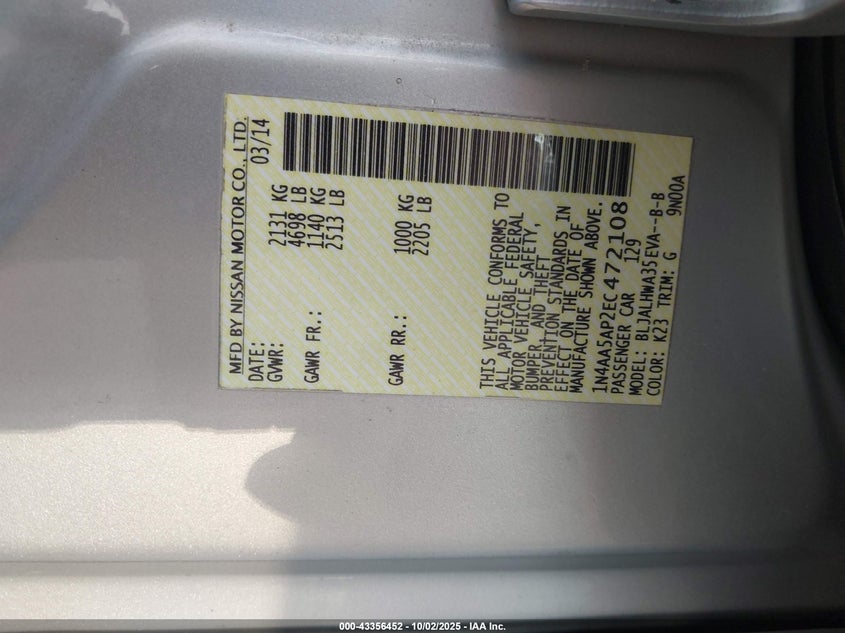 MFD BY NISSAN MOTOR CO., LTD.
DATE: 03/14
GVWR: 2131 KG
4698 LB
GAWR FR.: 1140 KG
2513 LB
GAWR RR.: 1000 KG
2205 LB
THIS VEHICLE CONFORMS TO
ALL APPLICABLE FEDERAL
MOTOR VEHICLE SAFETY,
BUMPER, AND THEFT
PREVENTION STANDARDS IN
EFFECT ON THE DATE OF
MANUFACTURE SHOWN ABOVE.
1N4AA5AP2EC472108
PASSENGER CAR 129
MODEL: BLJALHWA35EVA--B-B
COLOR: K23 TRIM: G 9N00A
000-43356452 - 10/02/2025 - IAA Inc.